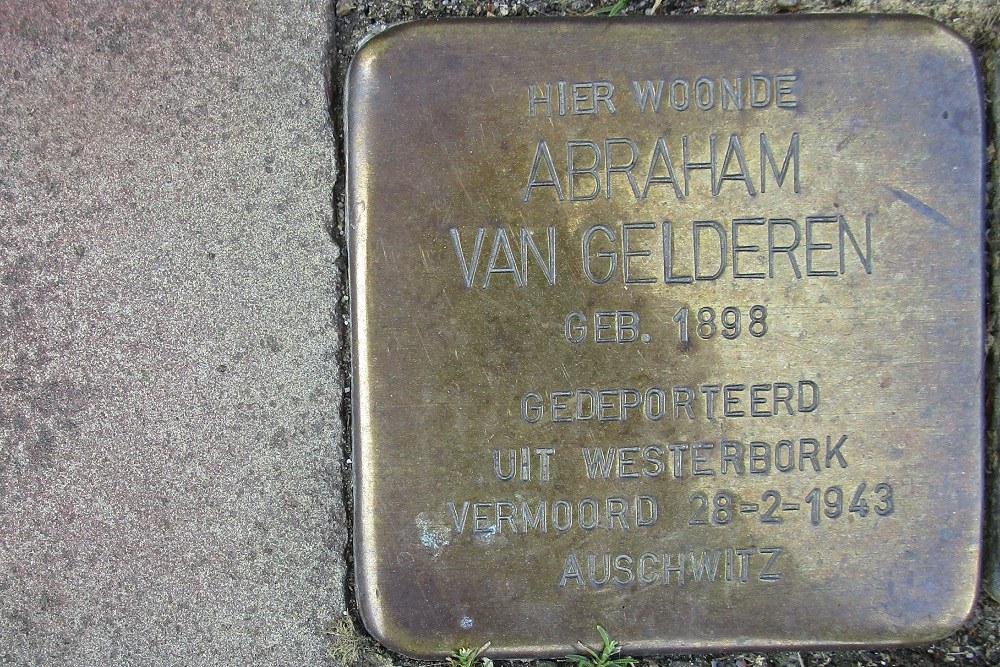 HIER WOONDE
ABRAHAM
VAN GELDEREN
GEB. 1898
GEDEPORTEERD
UIT WESTERBORK
VERMOORD 28-2-1943
AUSCHWITZ